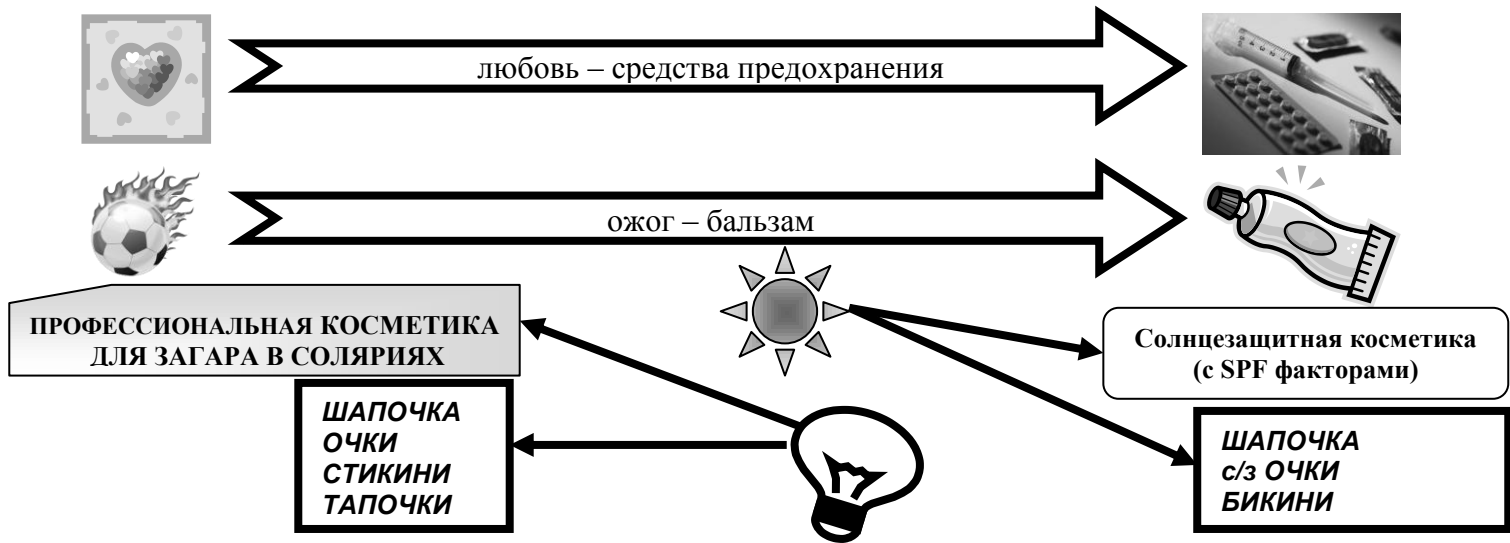 любовь – средства предохранения
ожог – бальзам
ПРОФЕССИОНАЛЬНАЯ КОСМЕТИКА
ДЛЯ ЗАГАРА В СОЛЯРИЯХ
Солнцезащитная косметика
(с SPF факторами)
ШАПОЧКА
ОЧКИ
СТИКИНИ
ТАПОЧКИ
ШАПОЧКА
с/з ОЧКИ
БИКИНИ